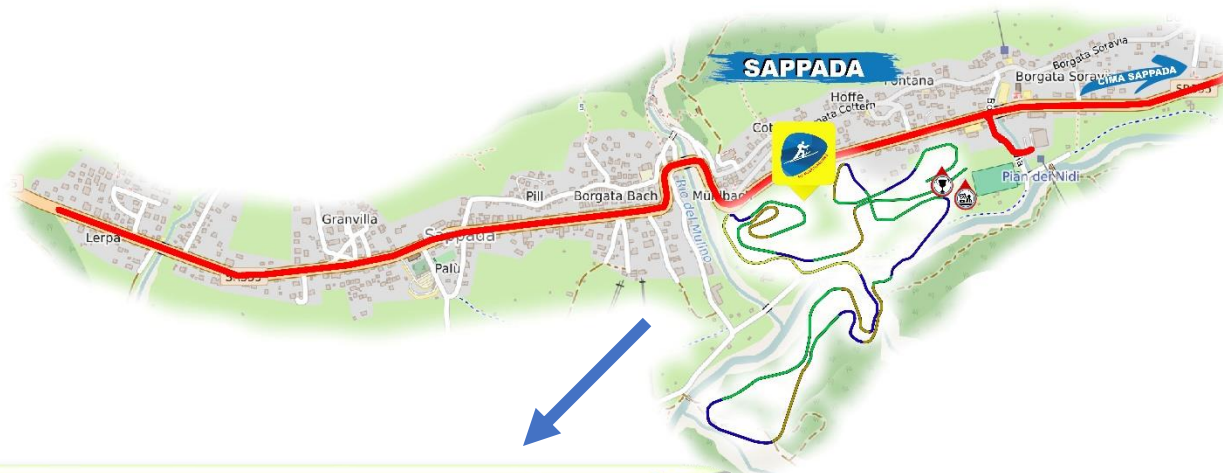 SAPPADA
Borgata Soravia
Fontana
Borgata Soravia
CIMA SAPPADA
Hoffe
Pian dei Nidi
Mühlbach
Pill
Borgata Bach
Rio del Mulino
Granvilla
Sappada
Lerpa
Palù